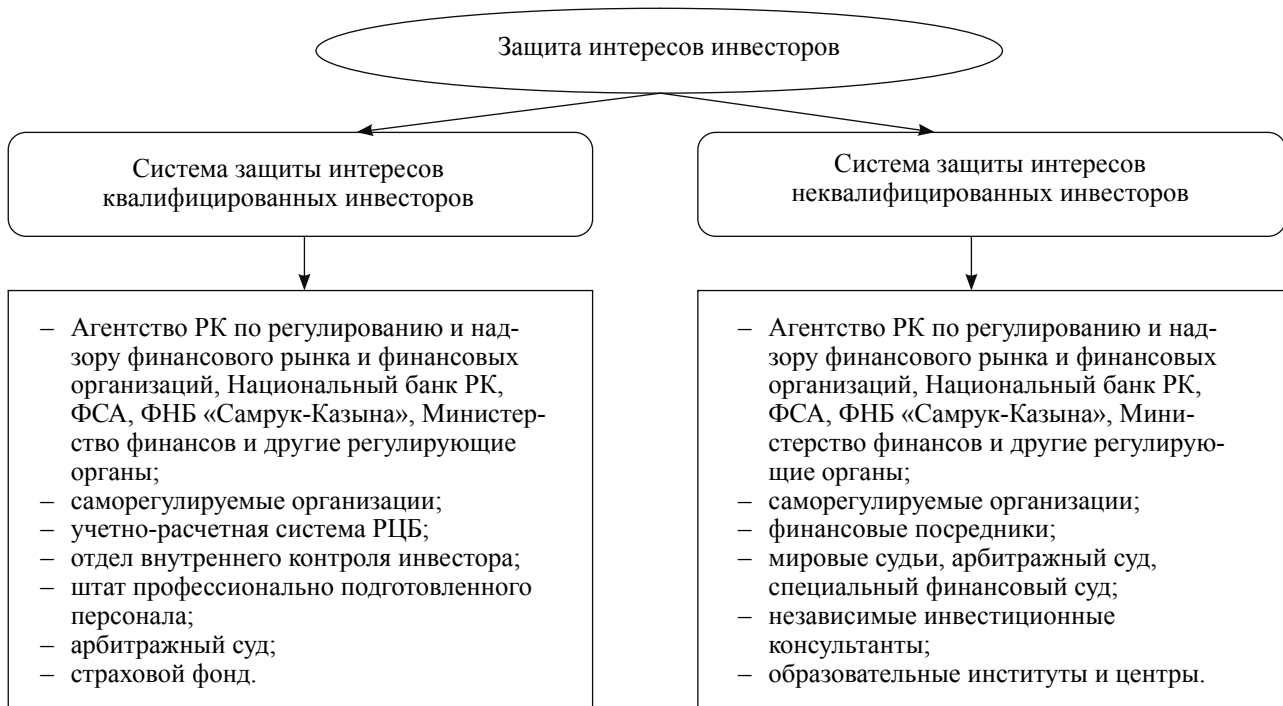 Защита интересов инвесторов
Система защиты интересов
квалифицированных инвесторов
Система защиты интересов
неквалифицированных инвесторов
– Агентство РК по регулированию и над-
зору финансового рынка и финансовых
организаций, Национальный банк РК,
ФСА, ФНБ «Самрук-Казына», Министер-
ство финансов и другие регулирующие
органы;
– саморегулируемые организации;
– учетно-расчетная система РЦБ;
– отдел внутреннего контроля инвестора;
– штат профессионально подготовленного
персонала;
– арбитражный суд;
– страховой фонд.
– Агентство РК по регулированию и над-
зору финансового рынка и финансовых
организаций, Национальный банк РК,
ФСА, ФНБ «Самрук-Казына», Мини-
стерство финансов и другие регулирую-
щие органы;
– саморегулируемые организации;
– финансовые посредники;
– мировые судьи, арбитражный суд,
специальный финансовый суд;
– независимые инвестиционные
консультанты;
– образовательные институты и центры.